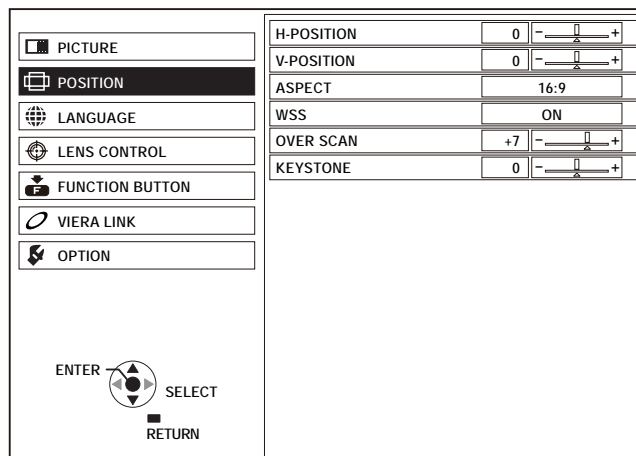 PICTURE
POSITION
LANGUAGE
LENS CONTROL
F FUNCTION BUTTON
VIERA LINK
OPTION
ENTER
SELECT
RETURN
H-POSITION 0 - +
V-POSITION 0 - +
ASPECT 16:9
WSS ON
OVER SCAN +7 - +
KEYSTONE 0 - +